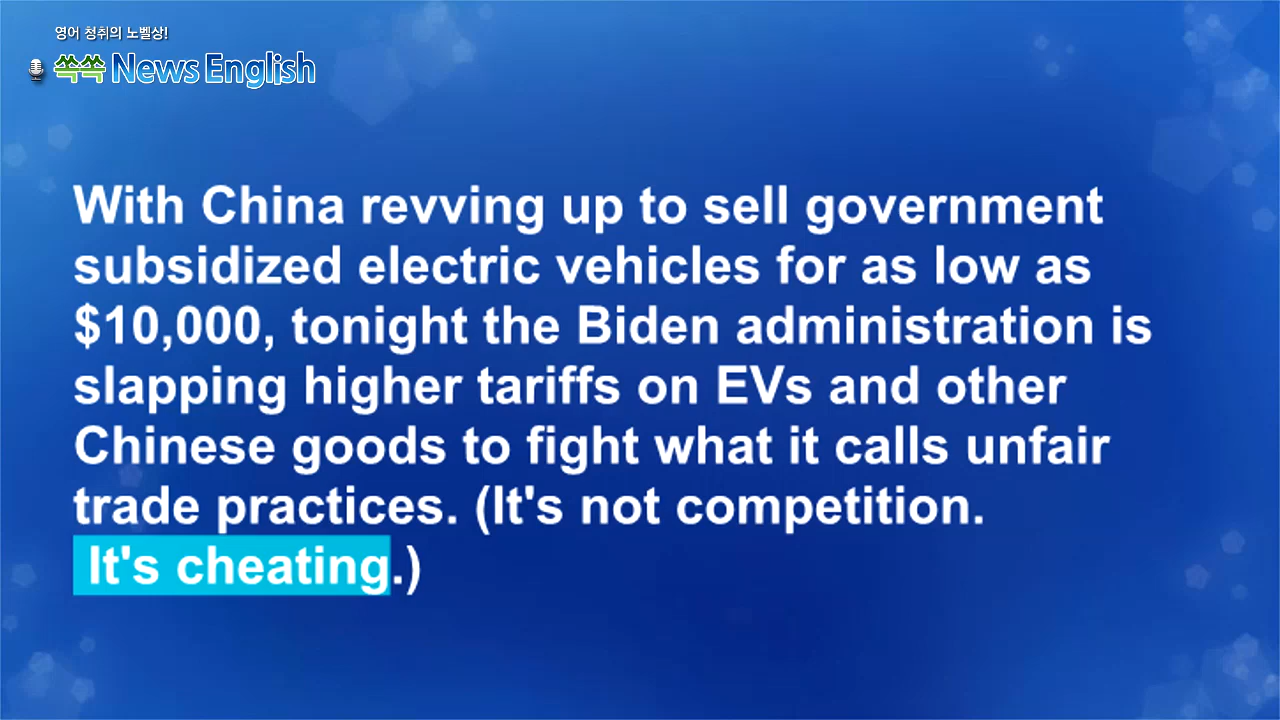 영어 청취의 노벨상!
쏙쏙 News English
With China revving up to sell government
subsidized electric vehicles for as low as
$10,000, tonight the Biden administration is
slapping higher tariffs on EVs and other
Chinese goods to fight what it calls unfair
trade practices. (It's not competition.
It's cheating.)